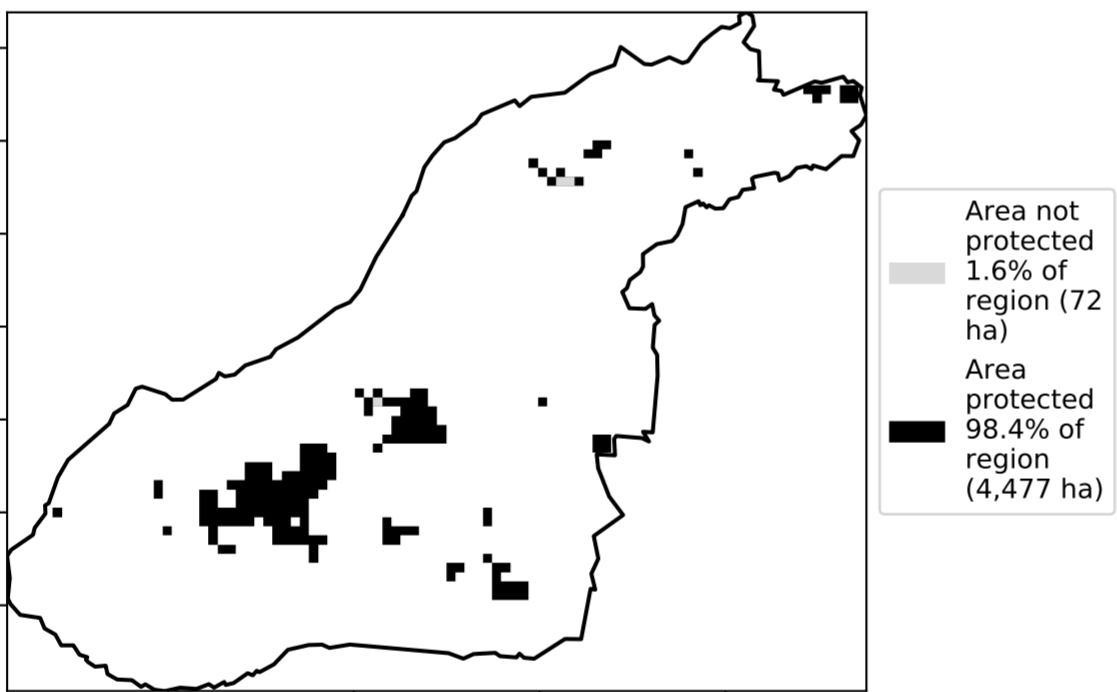 Area not
protected
1.6% of
region (72
ha)
Area
protected
98.4% of
region
(4,477 ha)